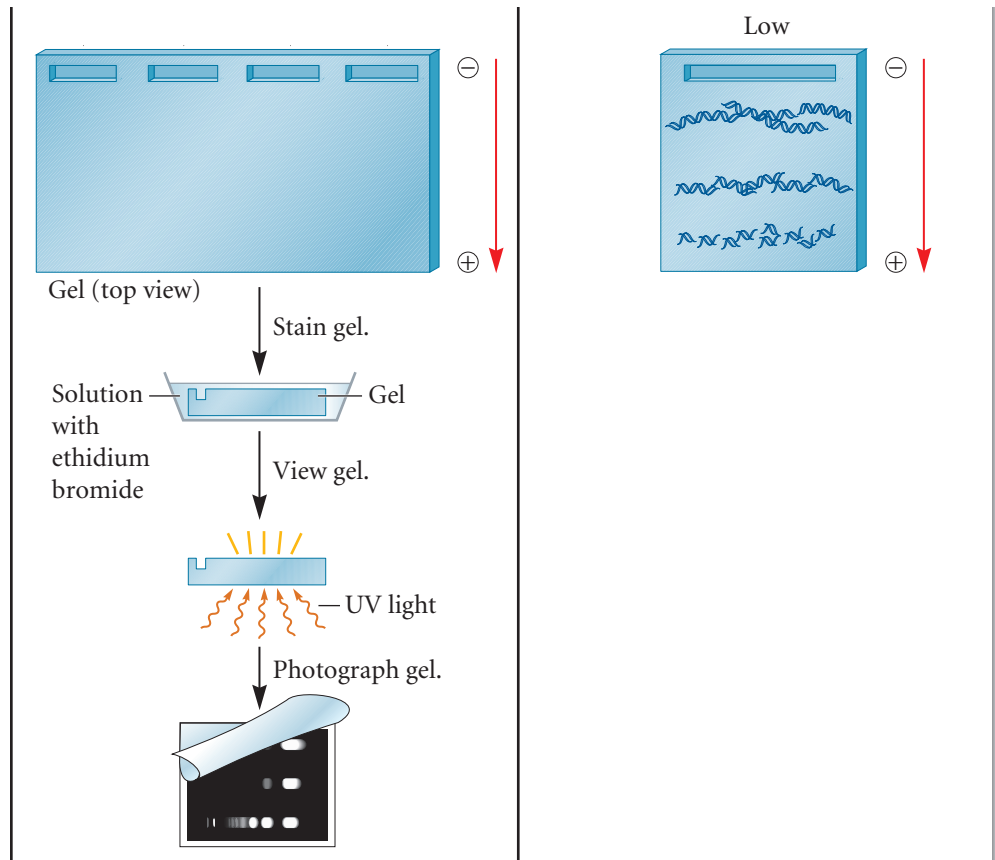 Low
⊖
⊖
⊕
⊕
Gel (top view)
Stain gel.
Solution
with
ethidium
bromide
Gel
View gel.
UV light
Photograph gel.